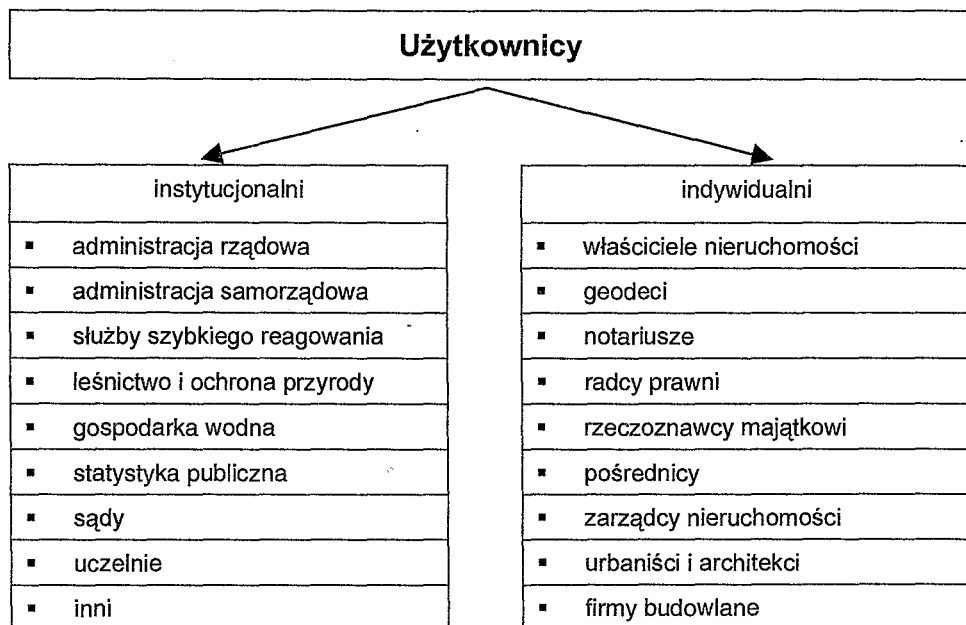 Użytkownicy
instytucjonalni
▪ administracja rządowa
▪ administracja samorządowa
▪ służby szybkiego reagowania
▪ leśnictwo i ochrona przyrody
▪ gospodarka wodna
▪ statystyka publiczna
▪ sądy
▪ uczelnie
▪ inni
indywidualni
▪ właściciele nieruchomości
▪ geodeci
▪ notariusze
▪ radcy prawni
▪ rzeczoznawcy majątkowi
▪ pośrednicy
▪ zarządcy nieruchomości
▪ urbaniści i architekci
▪ firmy budowlane